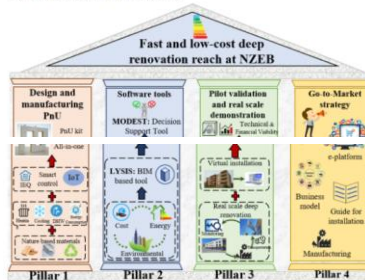 Fast and low-cost deep
renovation reach at NZEB
Design and
manufacturing
PnU
PnU kit
All-in-one
Smart
control
IoT
Nature based materials
Pillar 1
Software tools
MODEST: Decision
Support Tool
LYSIS: BIM
based tool
Cost
Energy
Environmental
Pillar 2
Pilot validation
and real scale
demonstration
Technical &
Financial Viability
Virtual installation
Real scale deep
renovation
Monitoring
Pillar 3
Go-to-Market
strategy
e-platform
Business
model
Guide for
installation
Manufacturing
Pillar 4